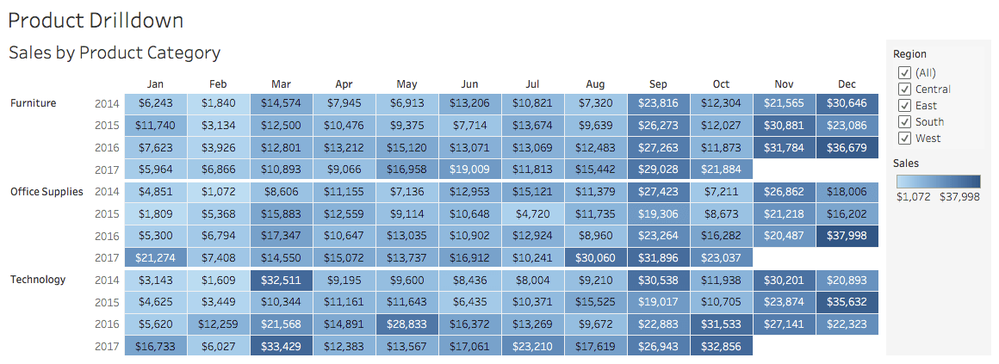 Product Drilldown
Sales by Product Category
Jan Feb Mar Apr May Jun Jul Aug Sep Oct Nov Dec
Furniture 2014 $6,243 $1,840 $14,574 $7,945 $6,913 $13,206 $10,821 $7,320 $23,816 $12,304 $21,565 $30,646
2015 $11,740 $3,134 $12,500 $10,476 $9,375 $7,714 $13,674 $9,639 $26,273 $12,027 $30,881 $23,086
2016 $7,623 $3,926 $12,801 $13,212 $15,120 $13,071 $13,069 $12,483 $27,263 $11,873 $31,784 $36,679
2017 $5,964 $6,866 $10,893 $9,066 $16,958 $19,009 $11,813 $15,442 $29,028 $21,884
Office Supplies 2014 $4,851 $1,072 $8,606 $11,155 $7,136 $12,953 $15,121 $11,379 $27,423 $7,211 $26,862 $18,006
2015 $1,809 $5,368 $15,883 $12,559 $9,114 $10,648 $4,720 $11,735 $19,306 $8,673 $21,218 $16,202
2016 $5,300 $6,794 $17,347 $10,647 $13,035 $10,902 $12,924 $8,960 $23,264 $16,282 $20,487 $37,998
2017 $21,274 $7,408 $14,550 $15,072 $13,737 $16,912 $10,241 $30,060 $31,896 $23,037
Technology 2014 $3,143 $1,609 $32,511 $9,195 $9,600 $8,436 $8,004 $9,210 $30,538 $11,938 $30,201 $20,893
2015 $4,625 $3,449 $10,344 $11,161 $11,643 $6,435 $10,371 $15,525 $19,017 $10,705 $23,874 $35,632
2016 $5,620 $12,259 $21,568 $14,891 $28,833 $16,372 $13,269 $9,672 $22,883 $31,533 $27,141 $22,323
2017 $16,733 $6,027 $33,429 $12,383 $13,567 $17,061 $23,210 $17,619 $26,943 $32,856
Region
(All)
Central
East
South
West
Sales
$1,072 $37,998